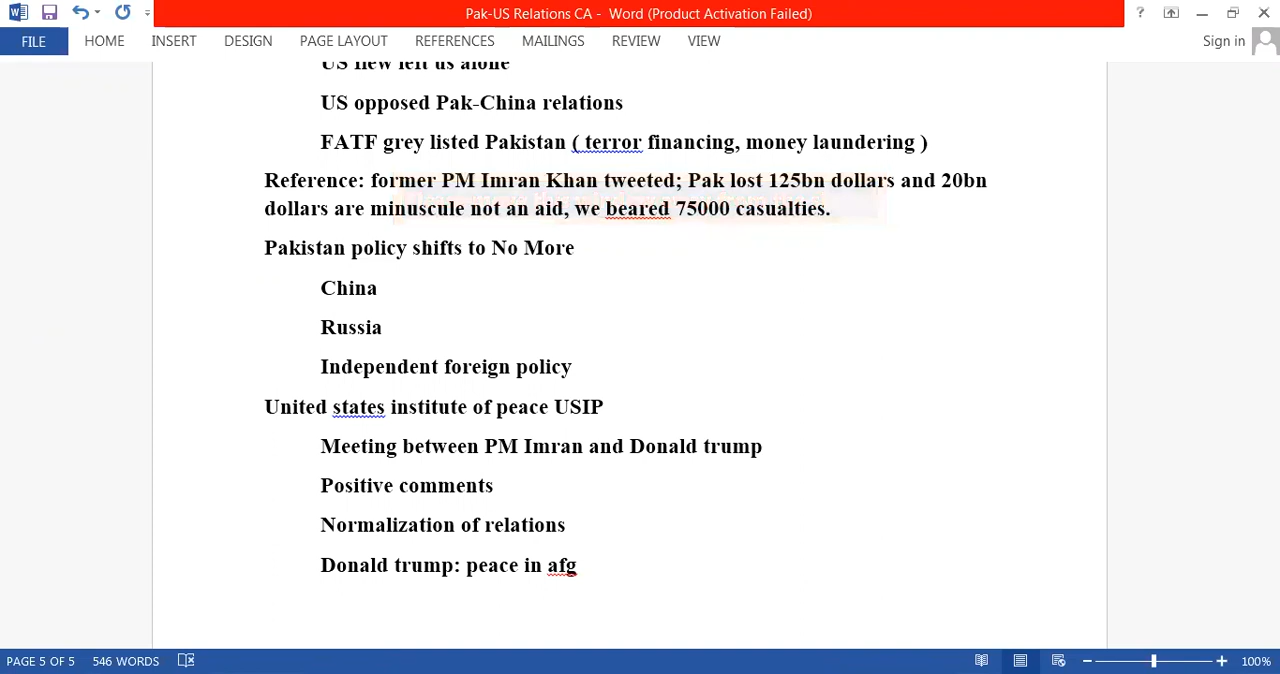 Pak-US Relations CA - Word (Product Activation Failed)
?
FILE HOME INSERT DESIGN PAGE LAYOUT REFERENCES MAILINGS REVIEW VIEW Sign in
US flew left us alone
US opposed Pak-China relations
FATF grey listed Pakistan ( terror financing, money laundering )
Reference: former PM Imran Khan tweeted; Pak lost 125bn dollars and 20bn
dollars are minuscule not an aid, we beared 75000 casualties.
Pakistan policy shifts to No More
China
Russia
Independent foreign policy
United states institute of peace USIP
Meeting between PM Imran and Donald trump
Positive comments
Normalization of relations
Donald trump: peace in afg
PAGE 5 OF 5 546 WORDS 100%